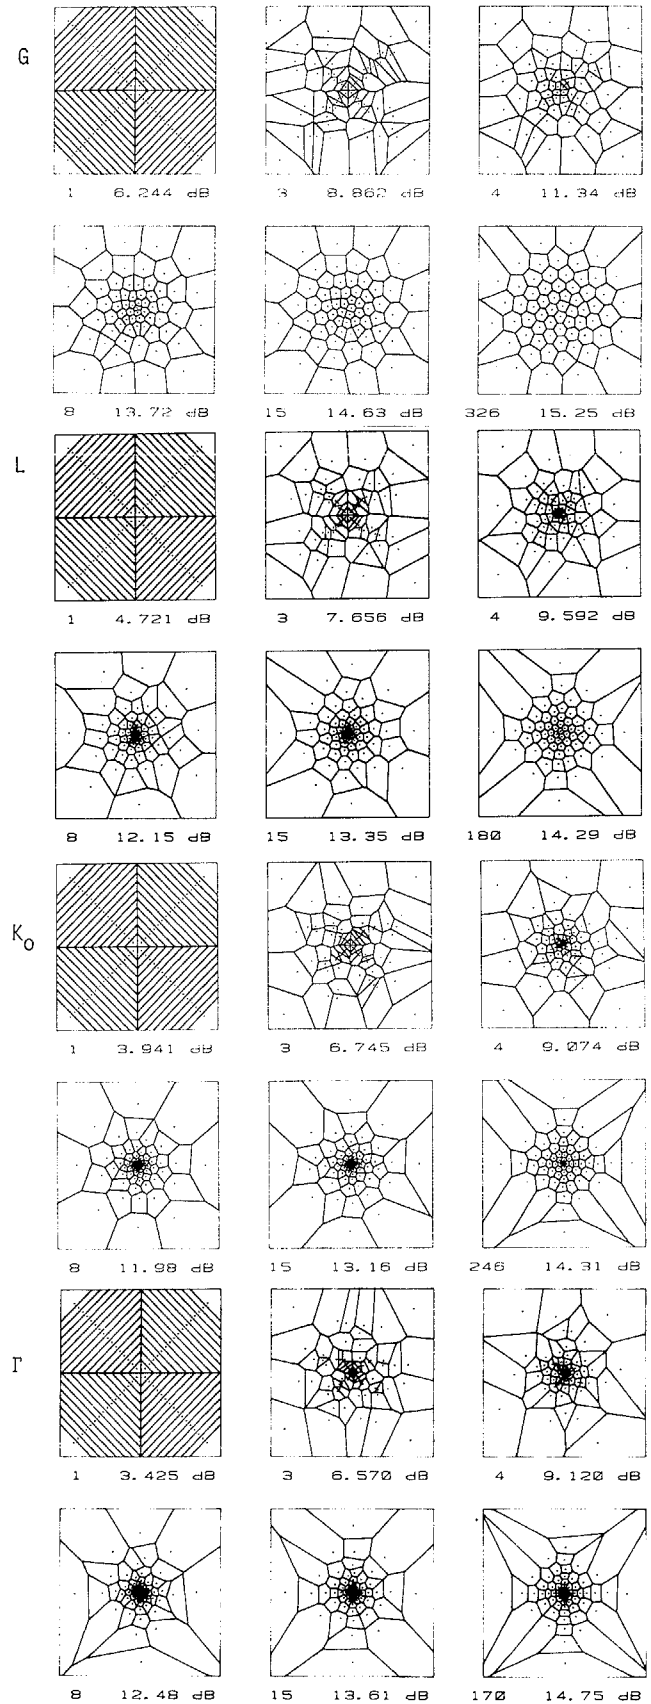 G
1 6.244 dB 3 8.862 dB 4 11.34 dB
8 13.72 dB 15 14.63 dB 326 15.25 dB
L
1 4.721 dB 3 7.656 dB 4 9.592 dB
8 12.15 dB 15 13.35 dB 180 14.29 dB
K₀
1 3.941 dB 3 6.745 dB 4 9.074 dB
8 11.98 dB 15 13.16 dB 246 14.31 dB
Γ
1 3.425 dB 3 6.570 dB 4 9.120 dB
8 12.48 dB 15 13.61 dB 170 14.75 dB